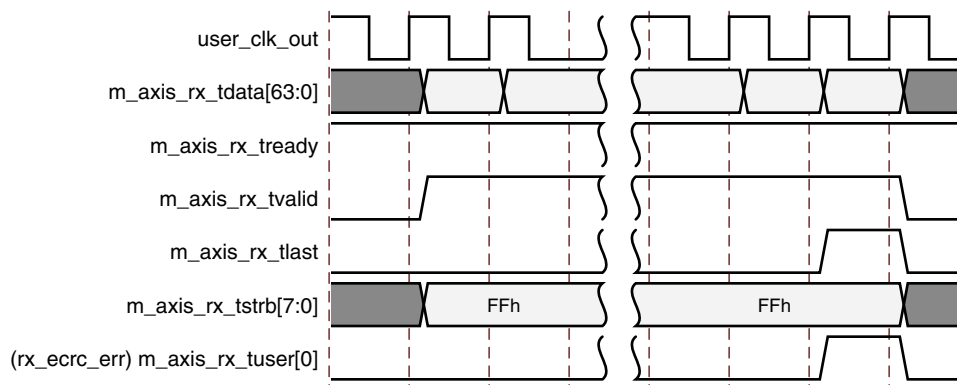 user_clk_out
m_axis_rx_tdata[63:0]
m_axis_rx_tready
m_axis_rx_tvalid
m_axis_rx_tlast
m_axis_rx_tstrb[7:0] FFh FFh
(rx_ecrc_err) m_axis_rx_tuser[0]